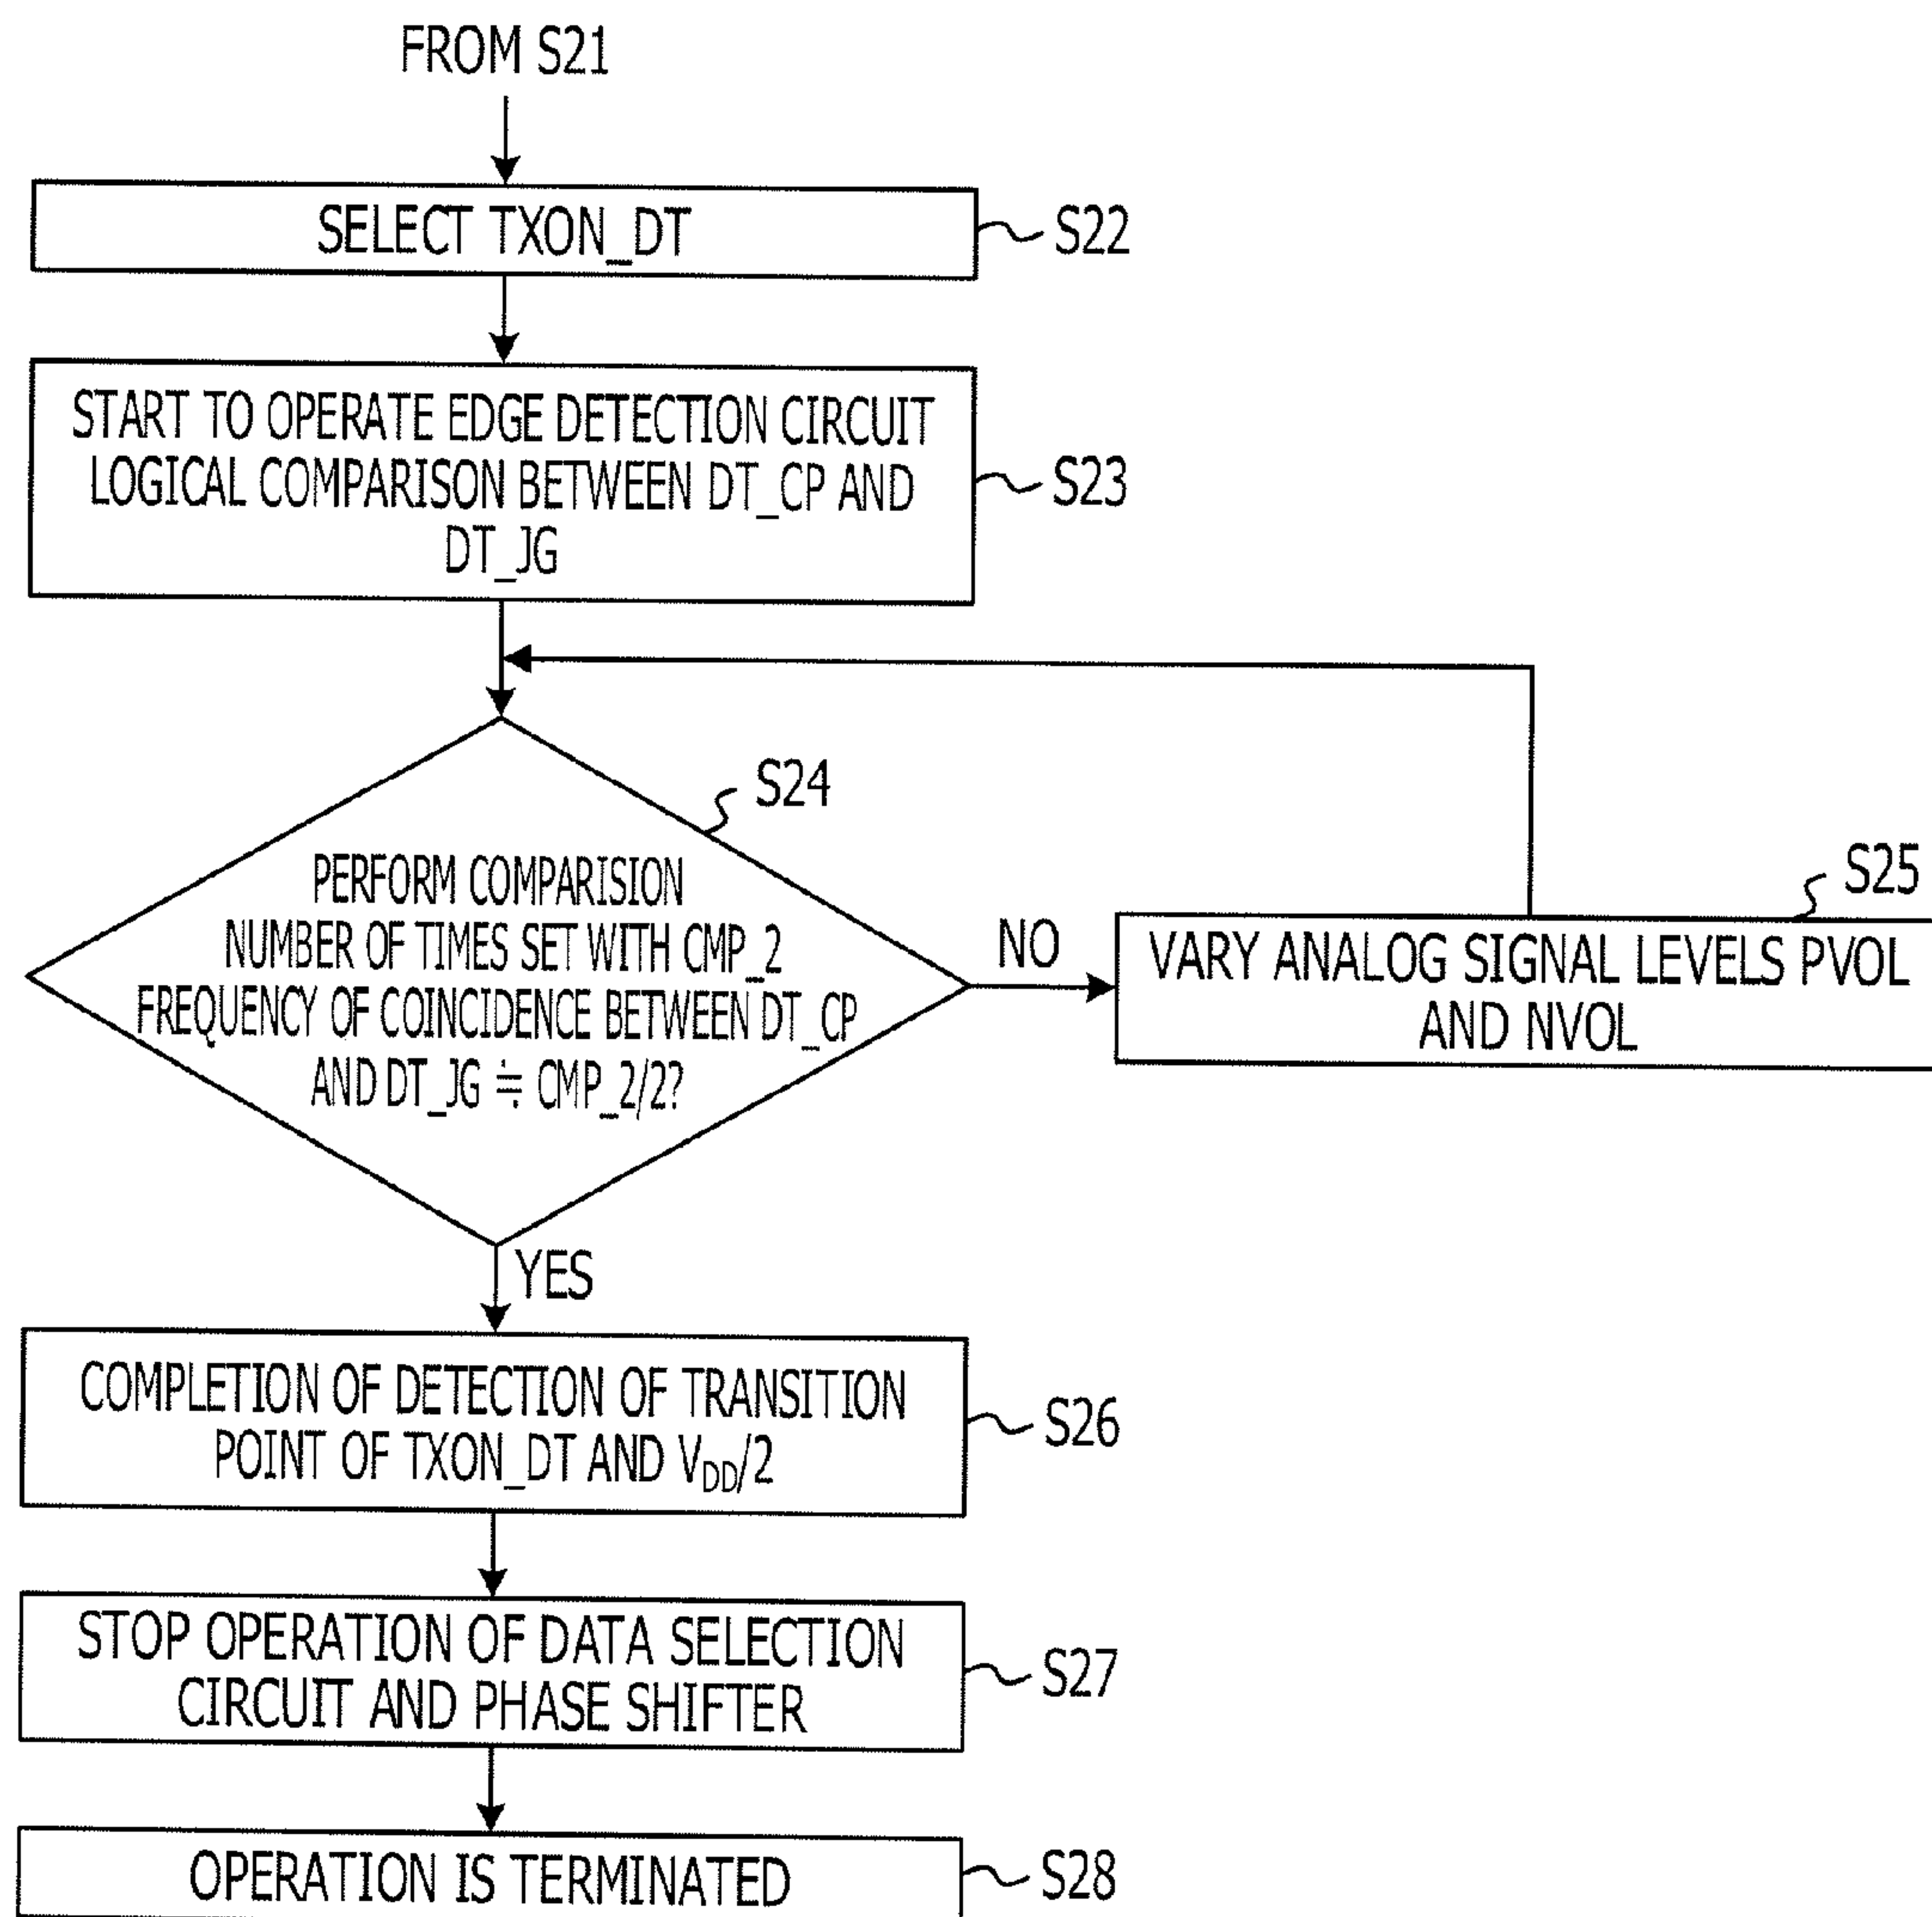 FROM S21
SELECT TXON_DT
S22
START TO OPERATE EDGE DETECTION CIRCUIT
LOGICAL COMPARISON BETWEEN DT_CP AND
DT_JG
S23
S24
PERFORM COMPARISION
NUMBER OF TIMES SET WITH CMP_2
FREQUENCY OF COINCIDENCE BETWEEN DT_CP
AND DT_JG ≒ CMP_2/2?
NO
S25
VARY ANALOG SIGNAL LEVELS PVOL
AND NVOL
YES
COMPLETION OF DETECTION OF TRANSITION
POINT OF TXON_DT AND V_DD/2
S26
STOP OPERATION OF DATA SELECTION
CIRCUIT AND PHASE SHIFTER
S27
OPERATION IS TERMINATED
S28